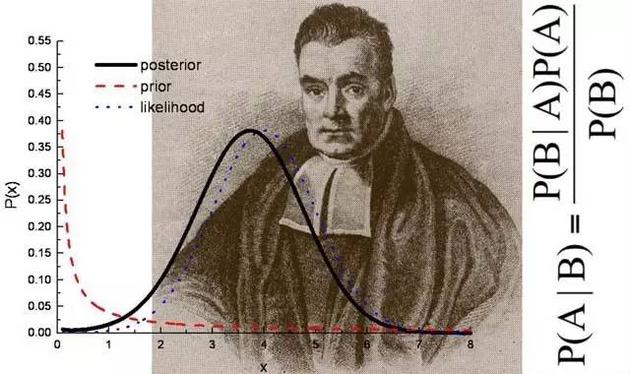 0.55
0.50
0.45
0.40
0.35
0.30
0.25
0.20
0.15
0.10
0.05
0.00
P(x)
posterior
prior
likelihood
0 1 2 3 4 5 6 7 8
x
P(A | B) = P(B | A)P(A)
P(B)